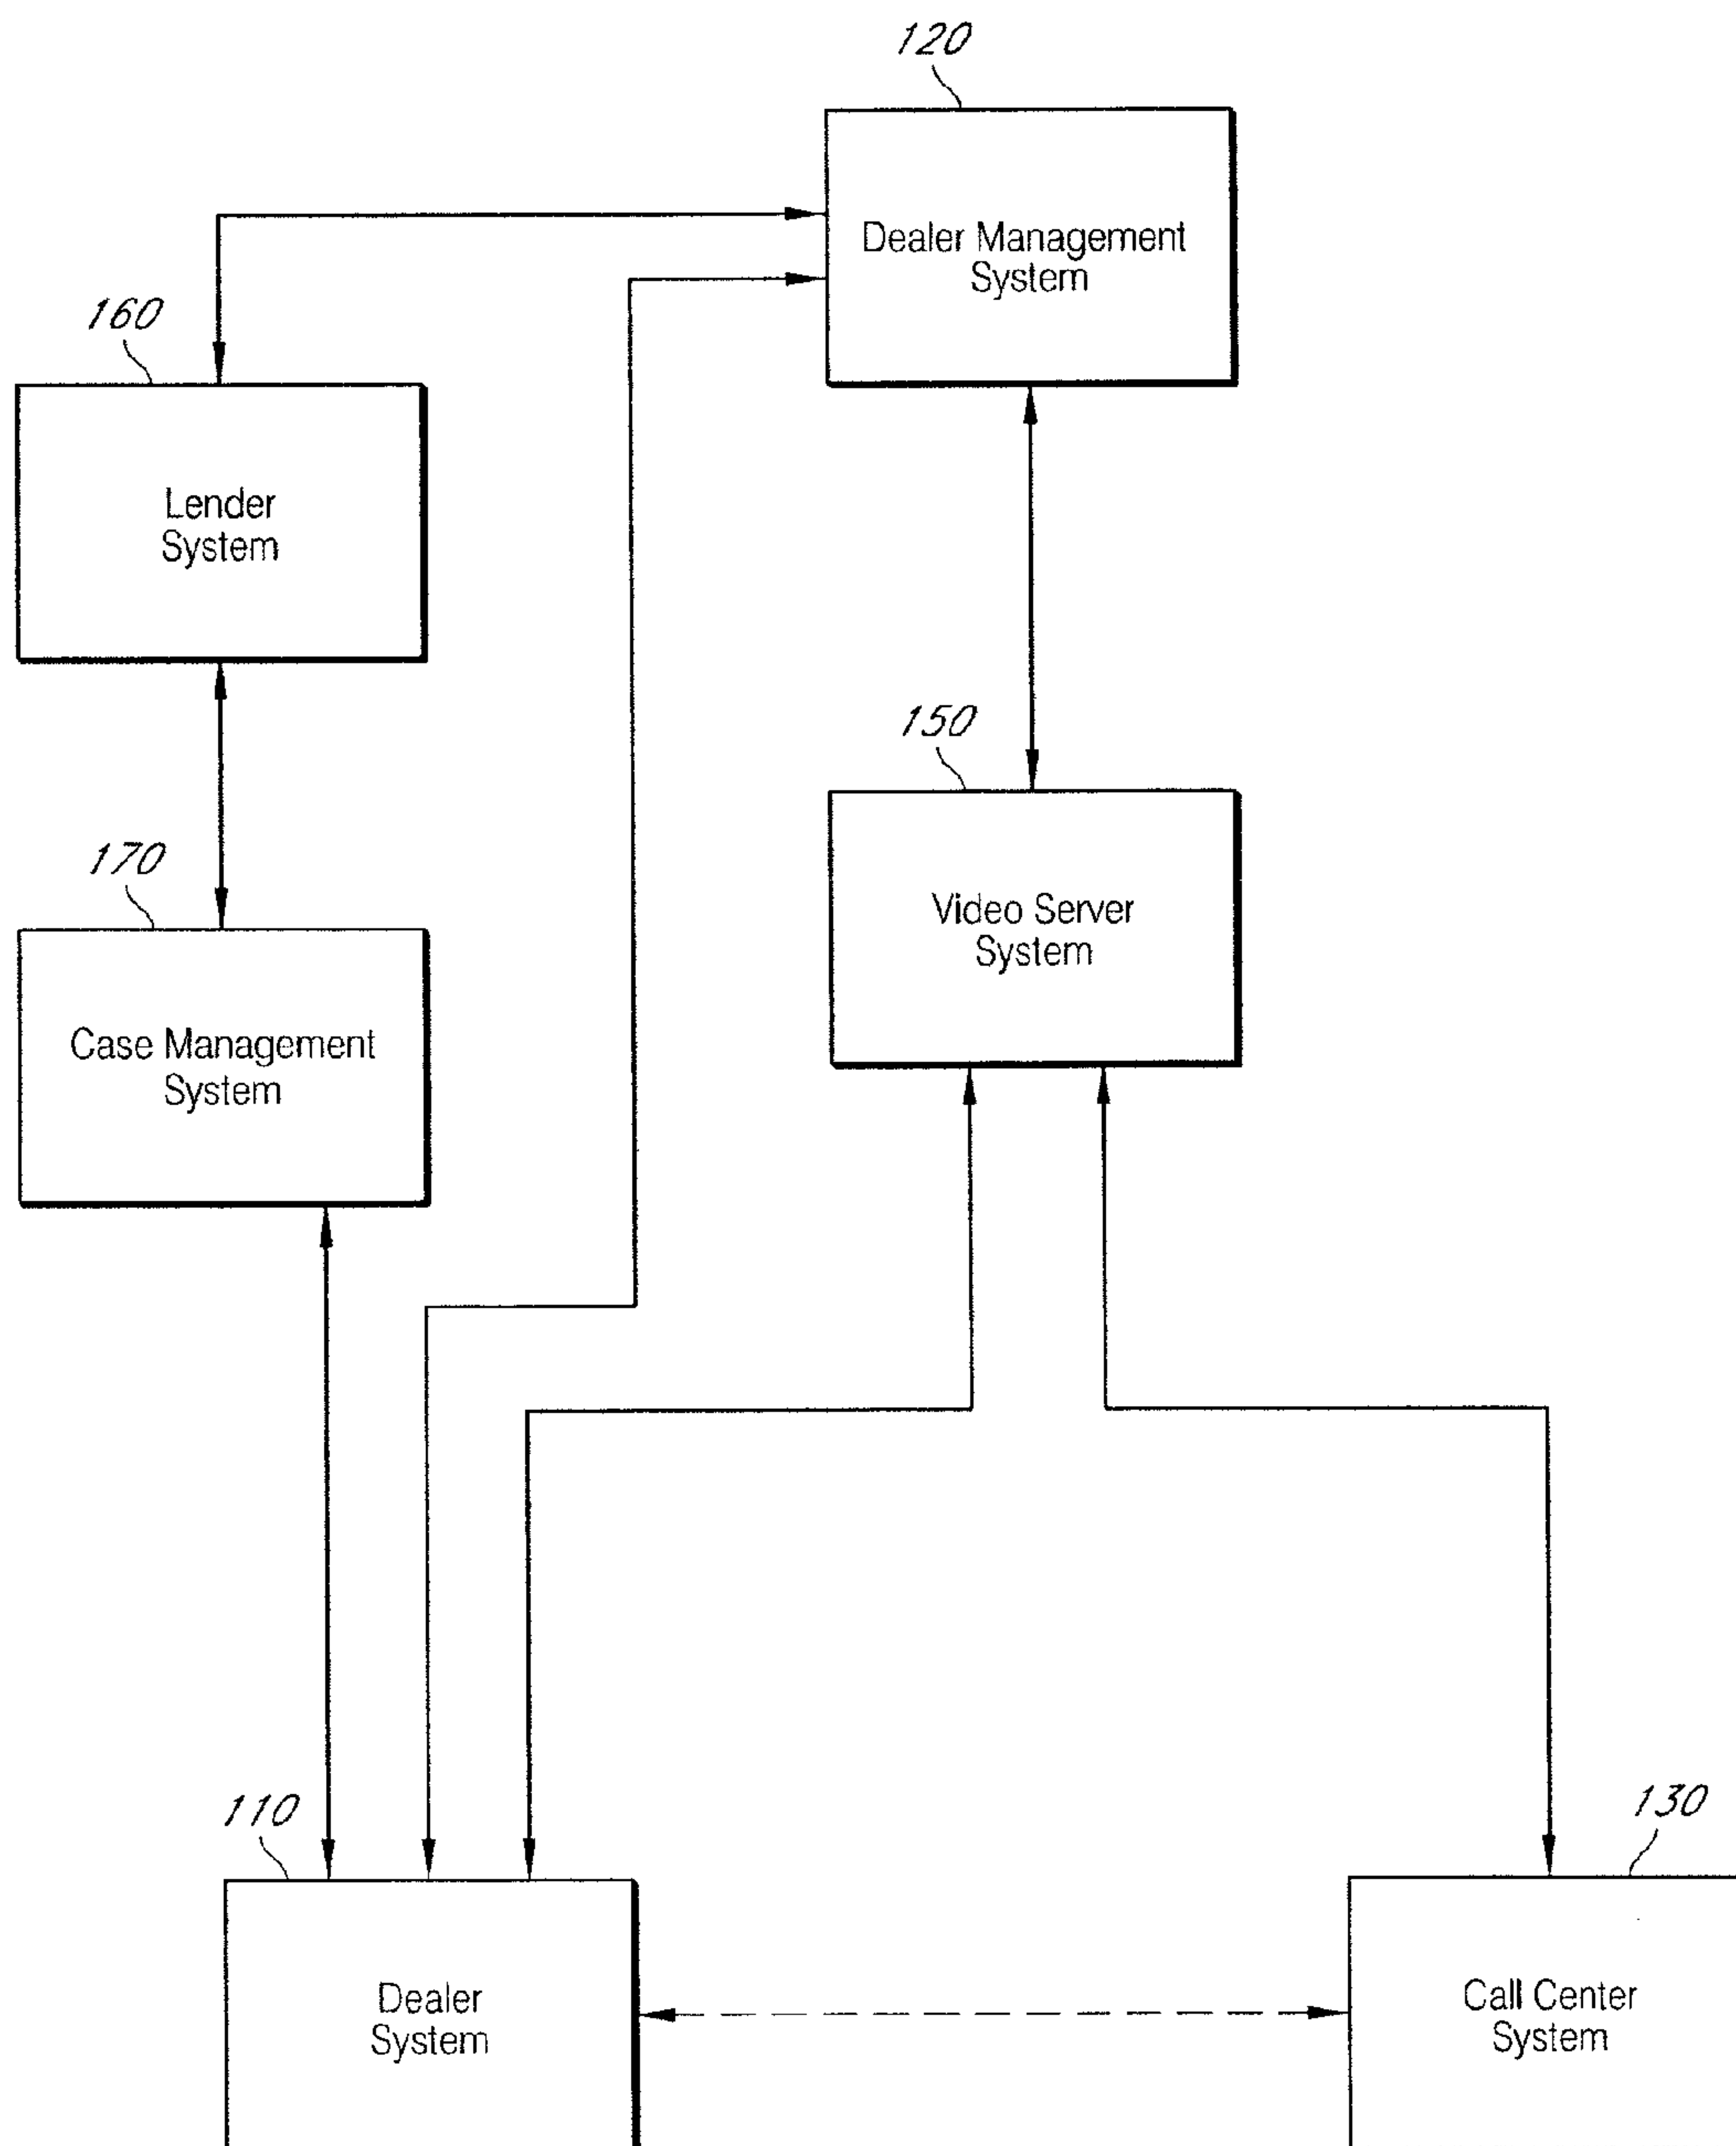 120
Dealer Management
System
160
Lender
System
150
Video Server
System
170
Case Management
System
110
Dealer
System
130
Call Center
System